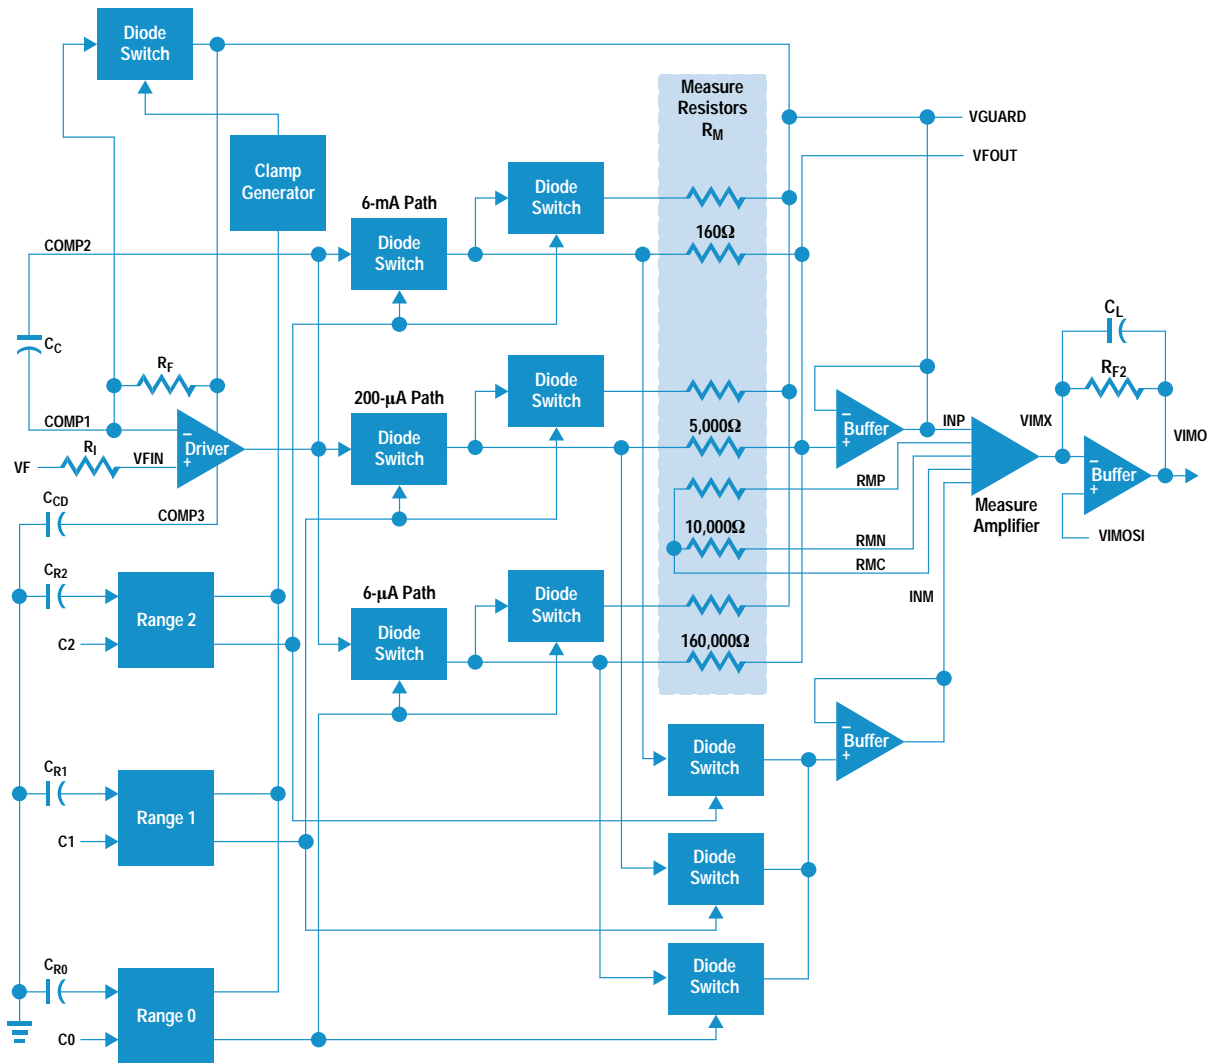 Diode
Switch
Measure
Resistors
RM
VGUARD
VFOUT
Clamp
Generator
Diode
Switch
6-mA Path
Diode
Switch
160Ω
COMP2
CC
RF
COMP1
RI
VF
VFIN
−
+
Driver
CCD
COMP3
Diode
Switch
200-μA Path
Diode
Switch
5,000Ω
−
+
Buffer
INP
RMP
10,000Ω
RMN
RMC
INM
Measure
Amplifier
VIMX
CL
RF2
−
+
Buffer
VIMO
VIMOSI
CR2
Range 2
C2
6-μA Path
Diode
Switch
Diode
Switch
160,000Ω
−
+
Buffer
Diode
Switch
CR1
Range 1
C1
Diode
Switch
CR0
Range 0
C0
Diode
Switch